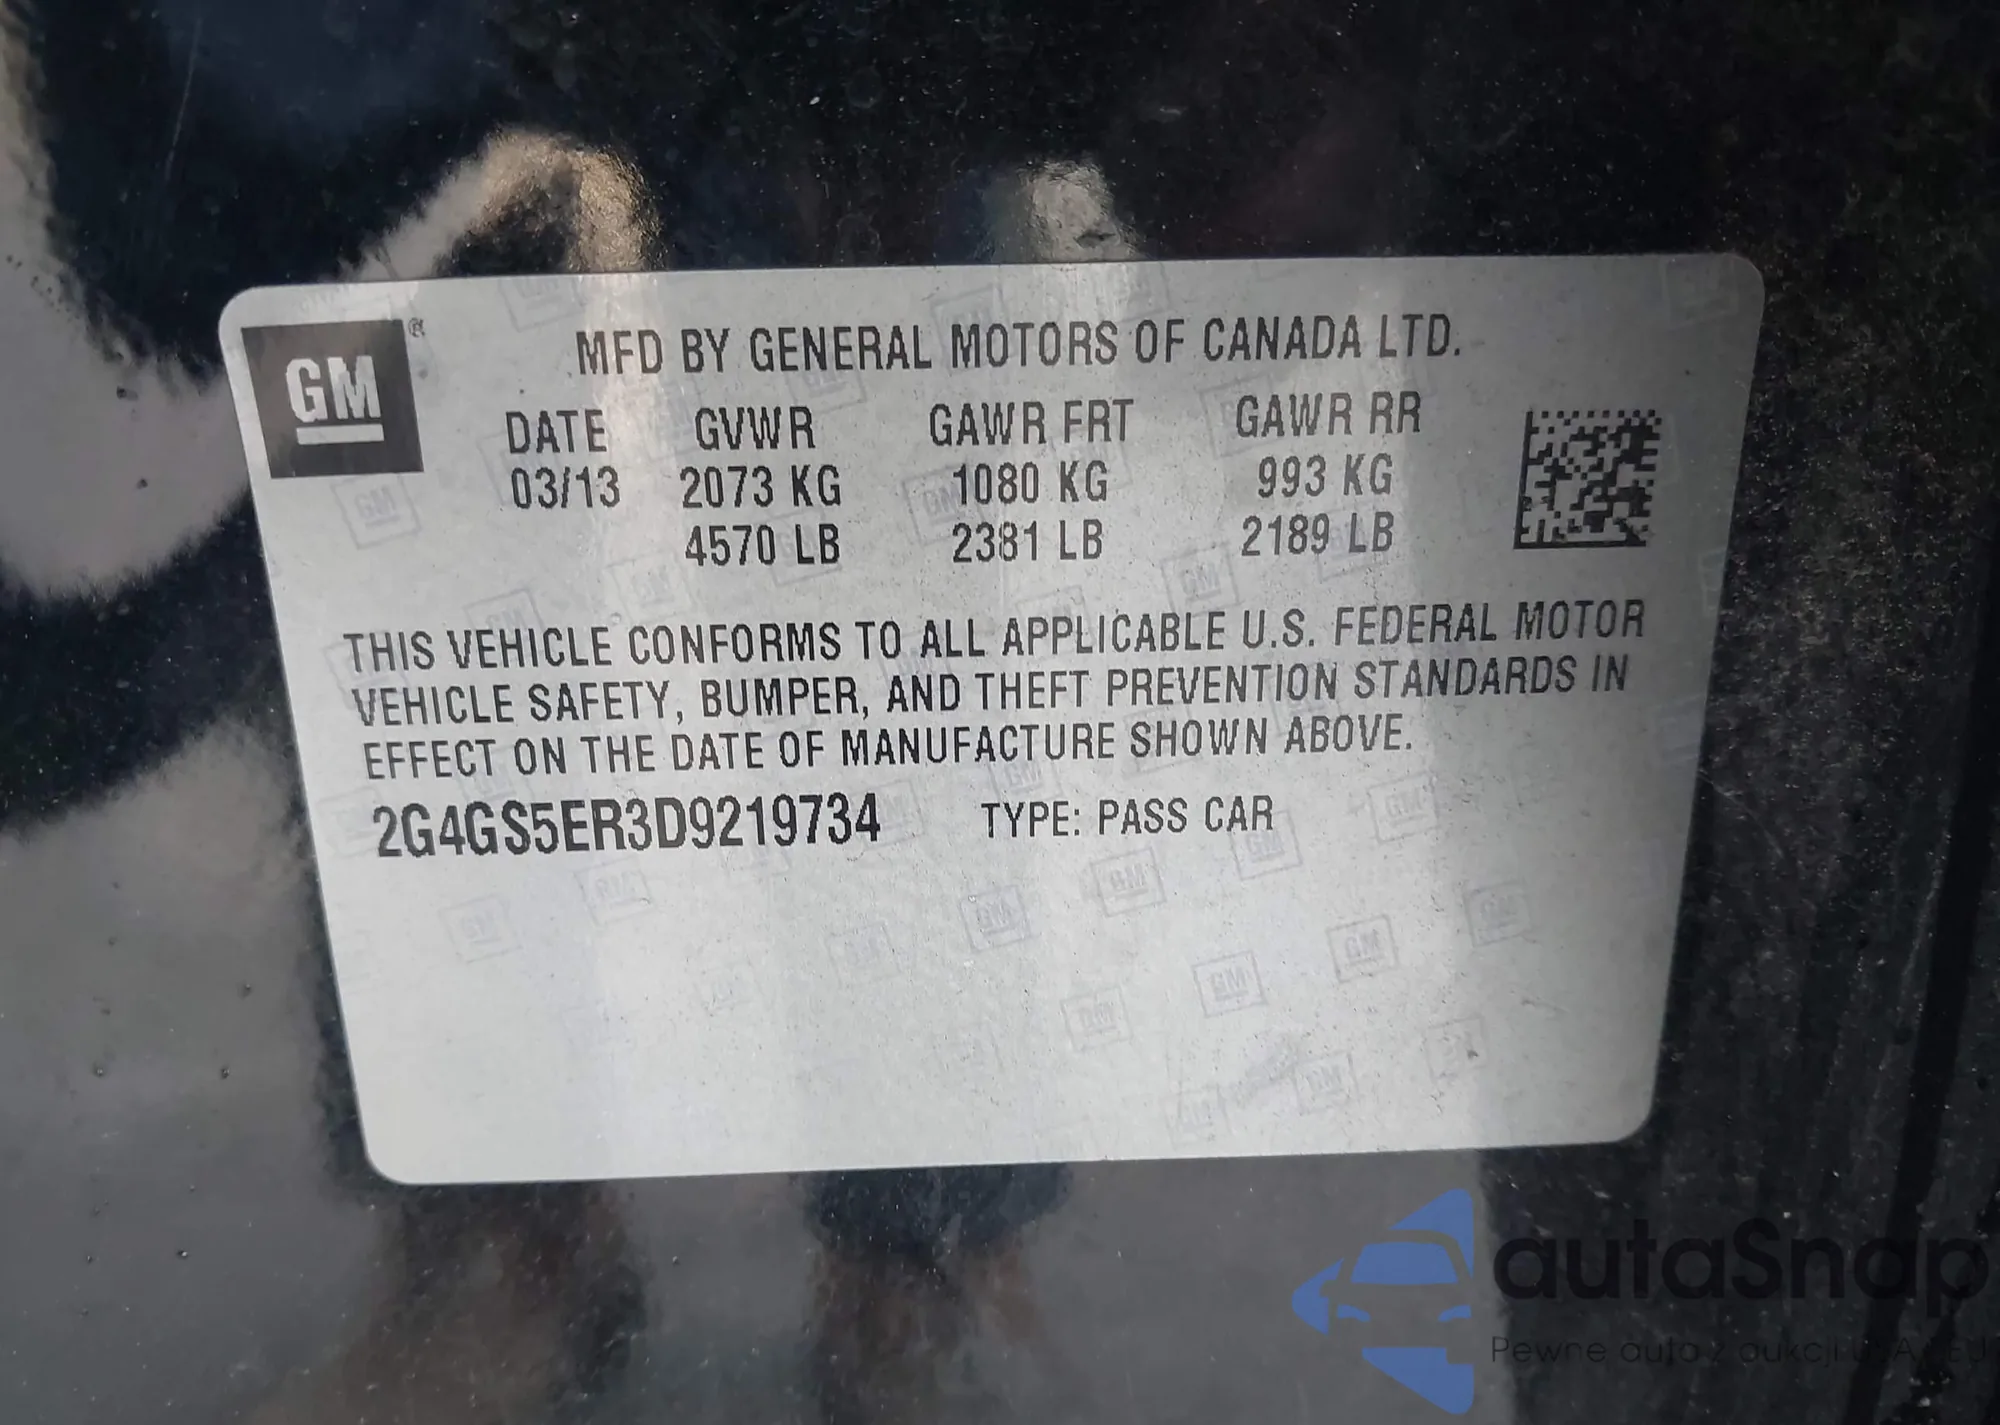 GM®
MFD BY GENERAL MOTORS OF CANADA LTD.
DATE GVWR GAWR FRT GAWR RR
03/13 2073 KG 1080 KG 993 KG
4570 LB 2381 LB 2189 LB
THIS VEHICLE CONFORMS TO ALL APPLICABLE U.S. FEDERAL MOTOR
VEHICLE SAFETY, BUMPER, AND THEFT PREVENTION STANDARDS IN
EFFECT ON THE DATE OF MANUFACTURE SHOWN ABOVE.
2G4GS5ER3D9219734 TYPE: PASS CAR
autaSnap
Pewne auta z aukcji